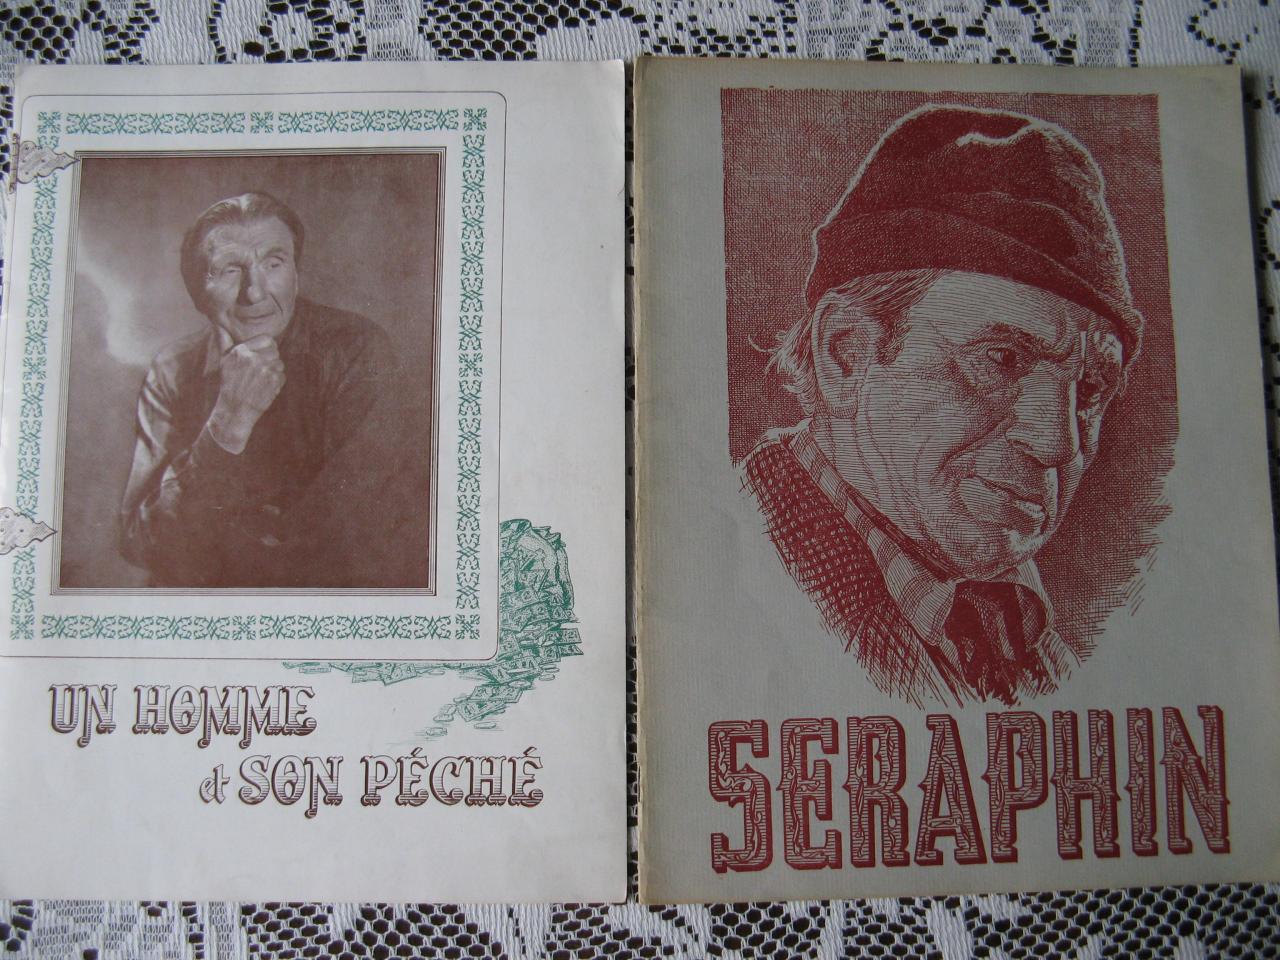 UN HOMME
et SON PÉCHÉ
SERAPHIN